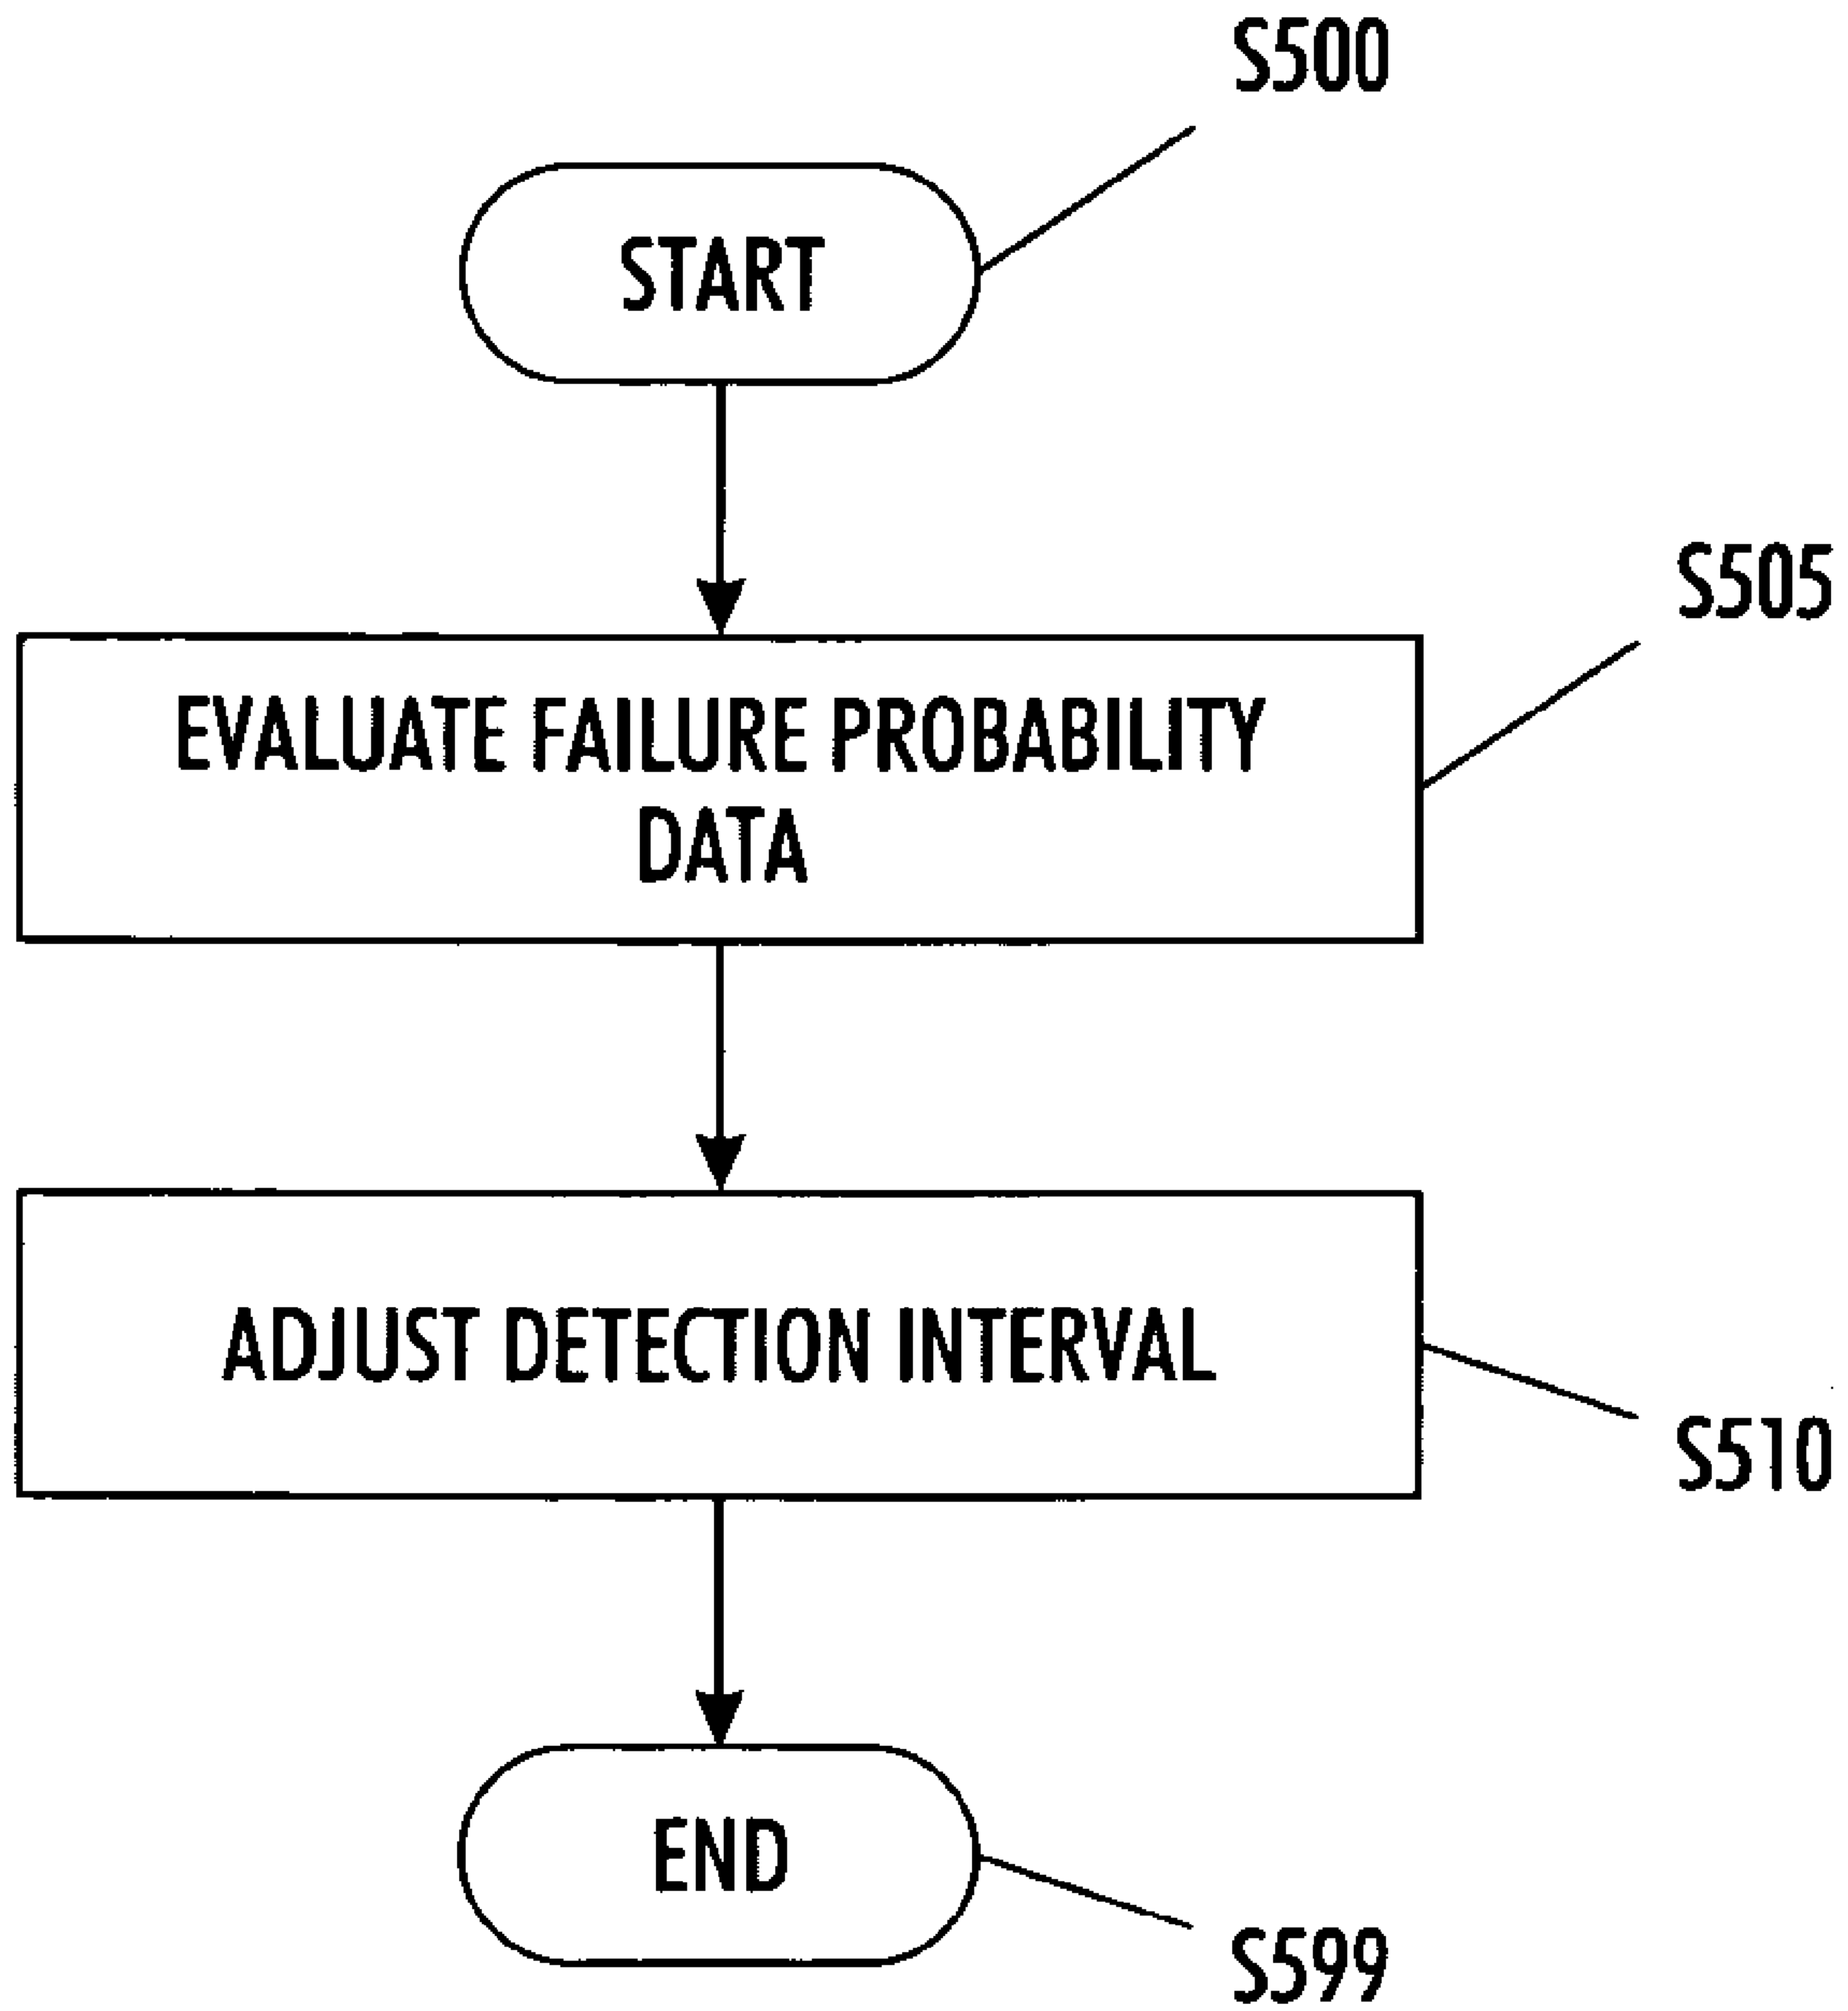 S500
START
S505
EVALUATE FAILURE PROBABILITY
DATA
ADJUST DETECTION INTERVAL
S510
END
S599